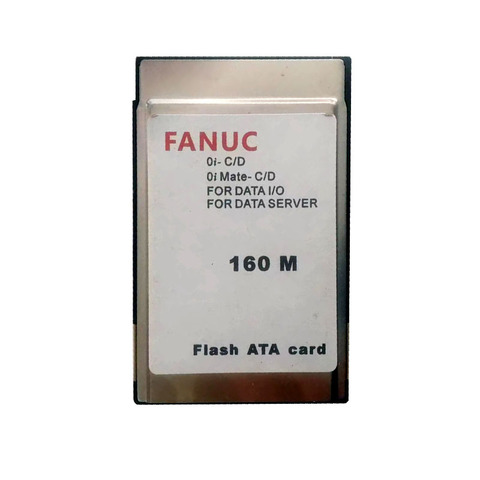 FANUC
0i- C/D
0i Mate- C/D
FOR DATA I/O
FOR DATA SERVER
160 M
Flash ATA card